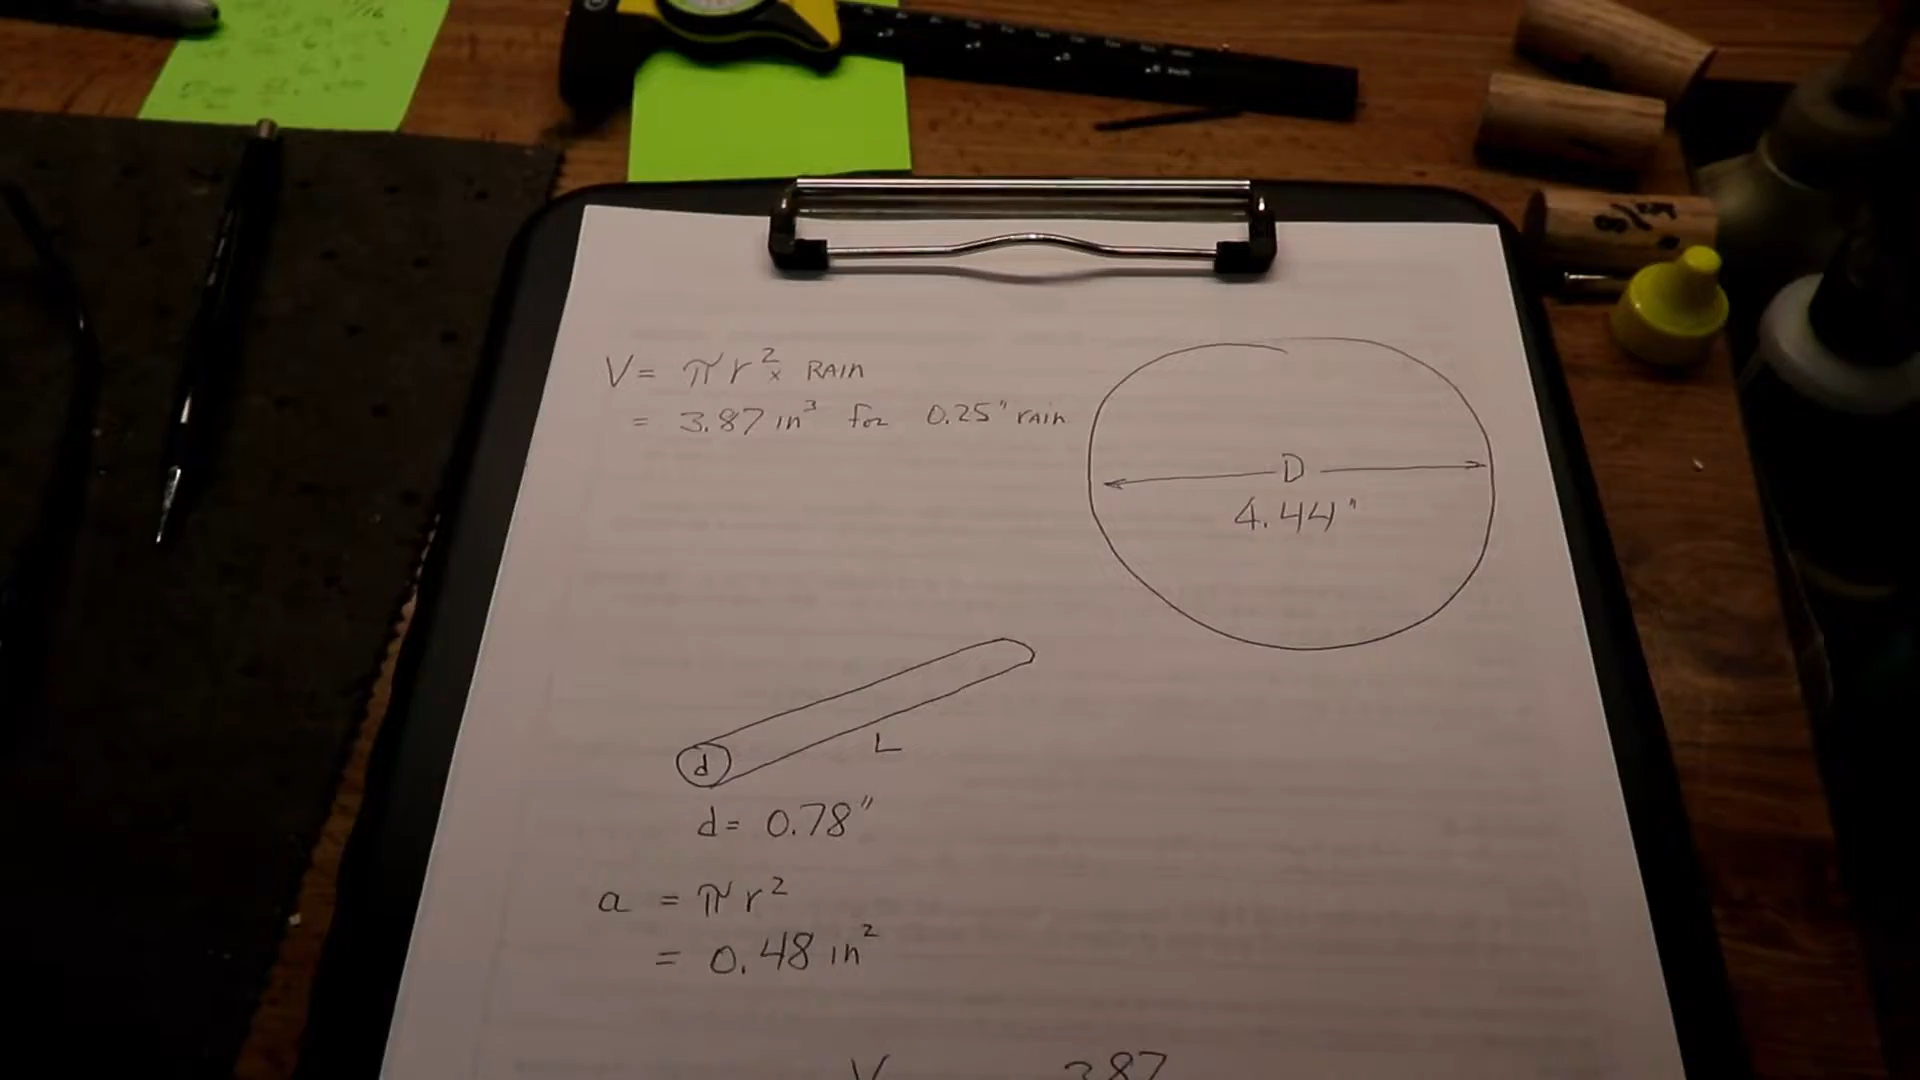 V = πr² x RAIN
= 3.87 in³ for 0.25" rain
D
4.44"
d
L
d = 0.78"
a = πr²
= 0.48 in²
V 3.87